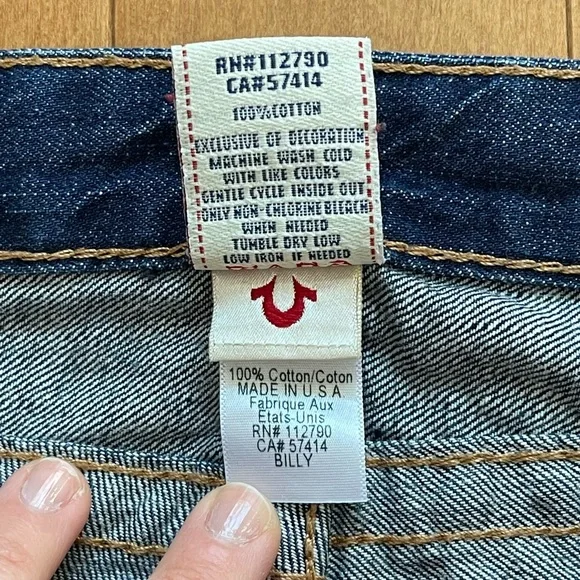 RN#112790
CA#57414
100%COTTON
EXCLUSIVE OF DECORATION
MACHINE WASH COLD
WITH LIKE COLORS
GENTLE CYCLE INSIDE OUT
ONLY NON-CHLORINE BLEACH
WHEN NEEDED
TUMBLE DRY LOW
LOW IRON IF NEEDED
100% Cotton/Coton
MADE IN U S A
Fabrique Aux
Etats-Unis
RN# 112790
CA# 57414
BILLY